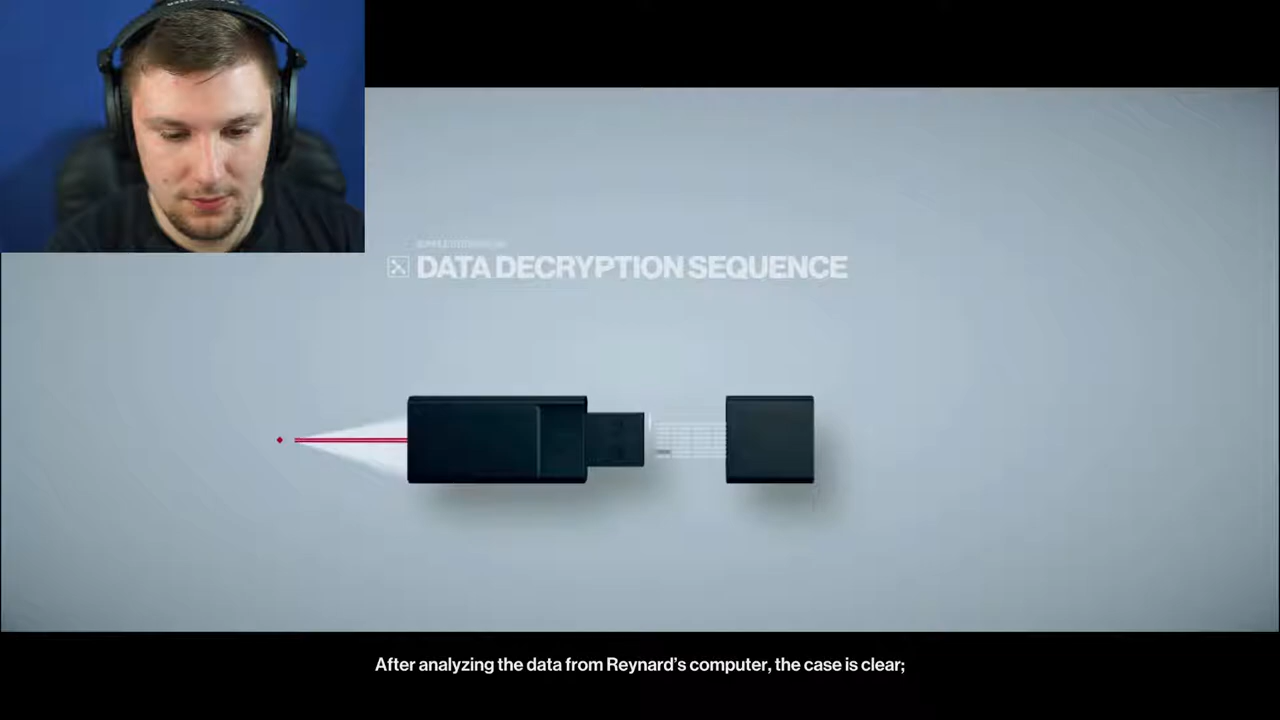 DATA DECRYPTION SEQUENCE
After analyzing the data from Reynard's computer, the case is clear;